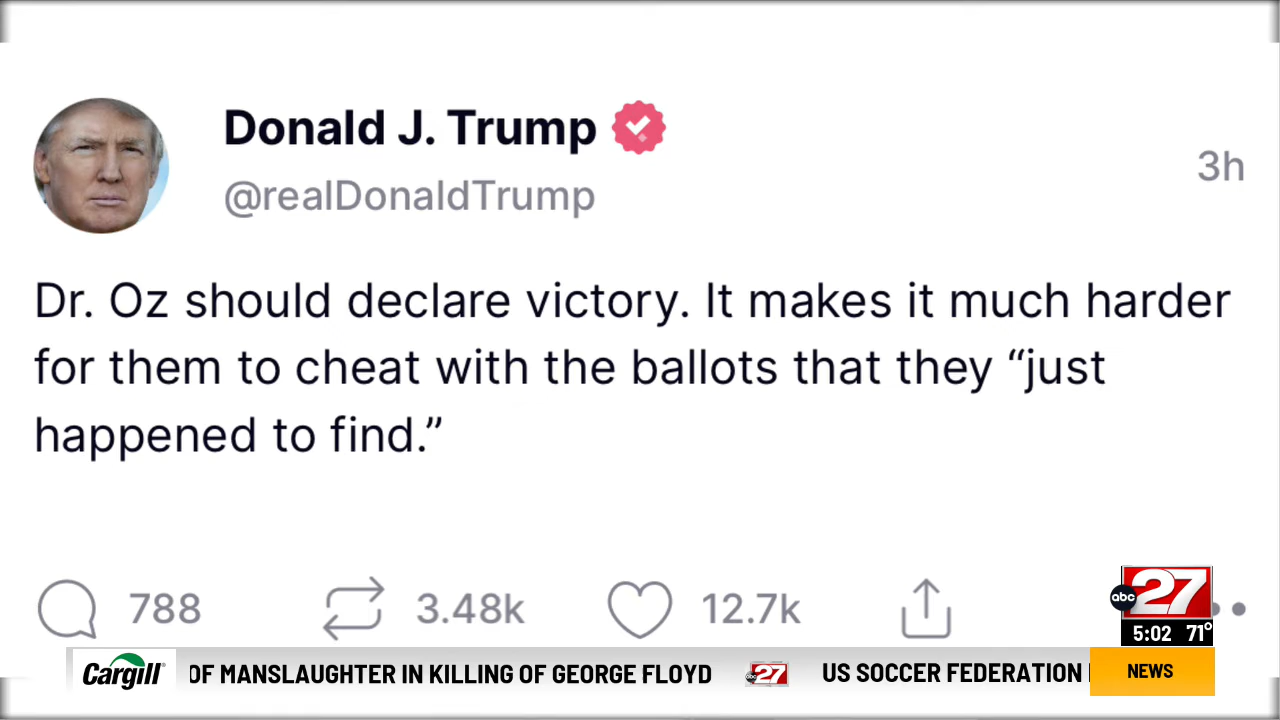 Donald J. Trump
@realDonaldTrump
3h
Dr. Oz should declare victory. It makes it much harder
for them to cheat with the ballots that they “just
happened to find.”
788 3.48k 12.7k
abc 27
5:02 71°
Cargill OF MANSLAUGHTER IN KILLING OF GEORGE FLOYD abc 27 US SOCCER FEDERATION NEWS